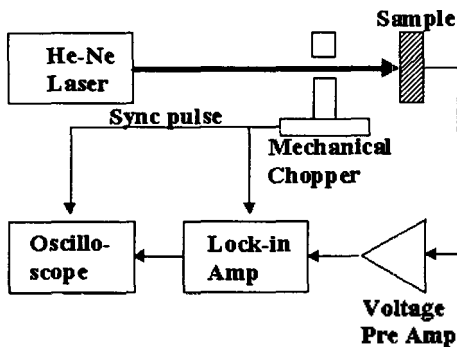 Sample
He-Ne
Laser
Sync pulse
Mechanical
Chopper
Oscillo-
scope
Lock-in
Amp
Voltage
Pre Amp